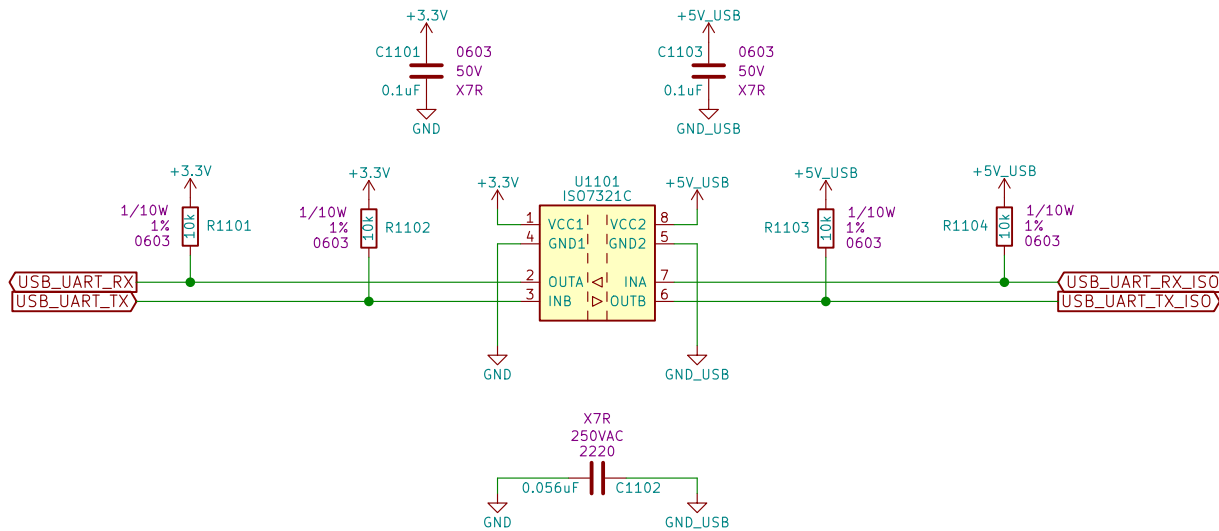 +3.3V
C1101
0603
50V
0.1uF
X7R
GND
+5V_USB
C1103
0603
50V
0.1uF
X7R
GND_USB
+3.3V
1/10W
1%
0603
10k
R1101
+3.3V
1/10W
1%
0603
10k
R1102
+3.3V
U1101
ISO7321C
+5V_USB
1 VCC1 VCC2 8
4 GND1 GND2 5
2 OUTA INA 7
3 INB OUTB 6
+5V_USB
R1103
10k
1/10W
1%
0603
+5V_USB
R1104
10k
1/10W
1%
0603
USB_UART_RX
USB_UART_TX
USB_UART_RX_ISO
USB_UART_TX_ISO
GND
GND_USB
X7R
250VAC
2220
0.056uF
C1102
GND
GND_USB